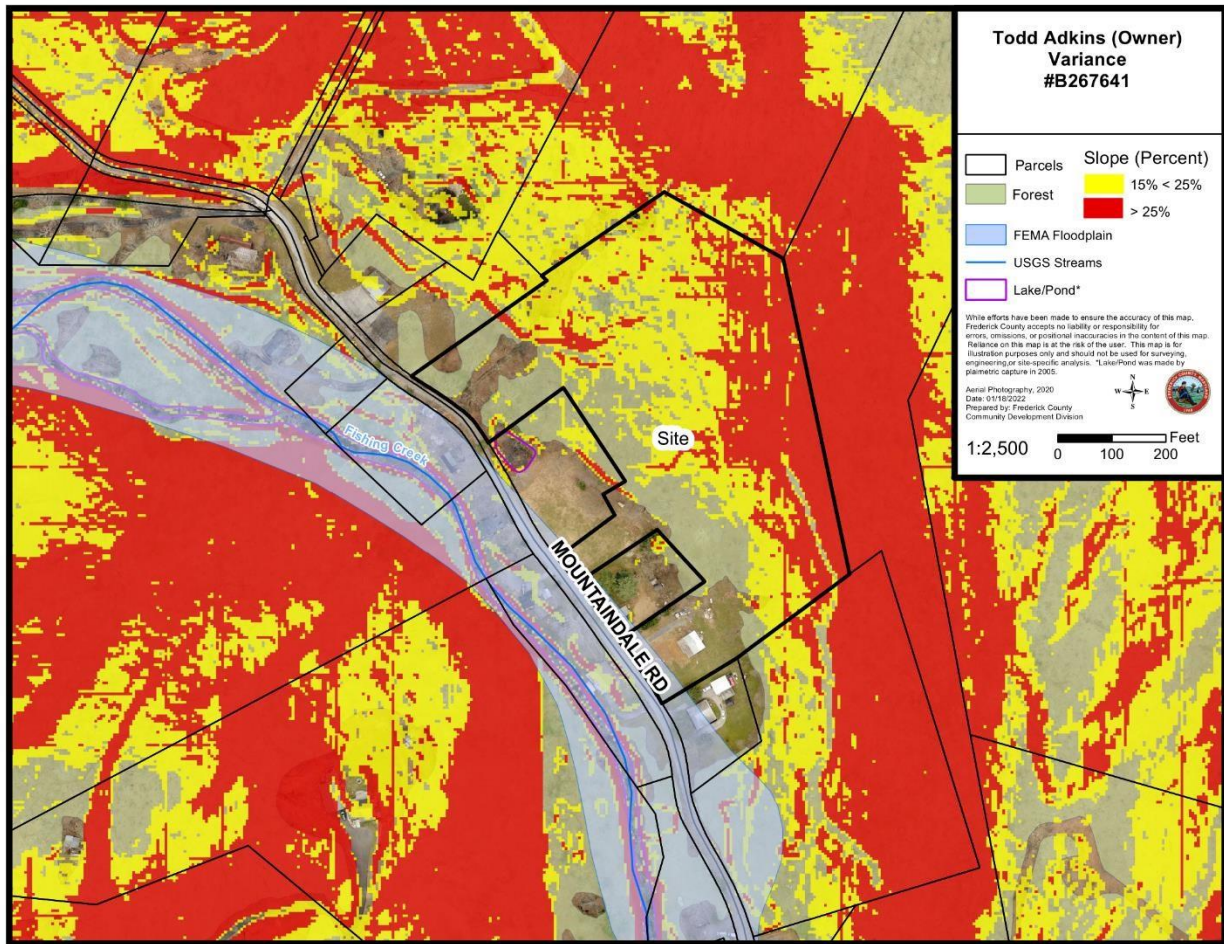 Todd Adkins (Owner)
Variance
#B267641
Parcels
Forest
FEMA Floodplain
USGS Streams
Lake/Pond*
Slope (Percent)
15% < 25%
> 25%
While efforts have been made to ensure the accuracy of this map,
Frederick County accepts no liability or responsibility for
errors, omissions, or positional inaccuracies in the content of this map.
Reliance on this map is at the risk of the user. This map is for
illustration purposes only and should not be used for surveying,
engineering, or site-specific analysis. *Lake/Pond was made by
plaimetric capture in 2005.
Aerial Photography, 2020
Date: 01/18/2022
Prepared by: Frederick County
Community Development Division
N
W E
S
1:2,500
0 100 200
Feet
Site
Fishing Creek
MOUNTAINDALE RD